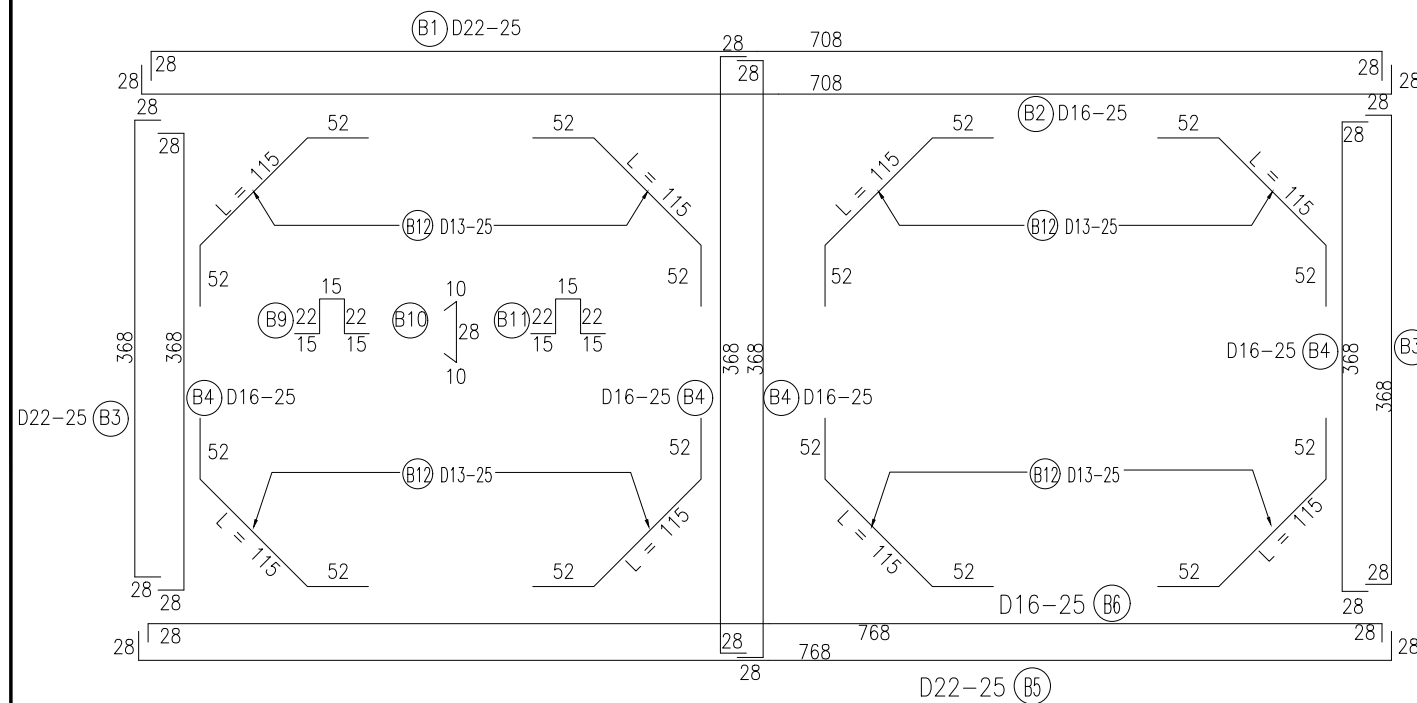 B1 D22-25
28 708
28 28 28 28
708 28
28 28
B2 D16-25
28 28
52 52 52 52
L = 115 L = 115 L = 115 L = 115
B12 D13-25 B12 D13-25
52 52 52 52
15 10 15
B9 22 22 B10 28 B11 22 22
15 15 10 15 15
368 368 368 368 368 368
D16-25 B4 B3
B4 D16-25 D16-25 B4 B4 D16-25
D22-25 B3
52 52 52 52
B12 D13-25 B12 D13-25
L = 115 L = 115 L = 115 L = 115
52 52 52 52
28 28 28 28
D16-25 B6
28 28 768 28
28 768 28
28
D22-25 B5